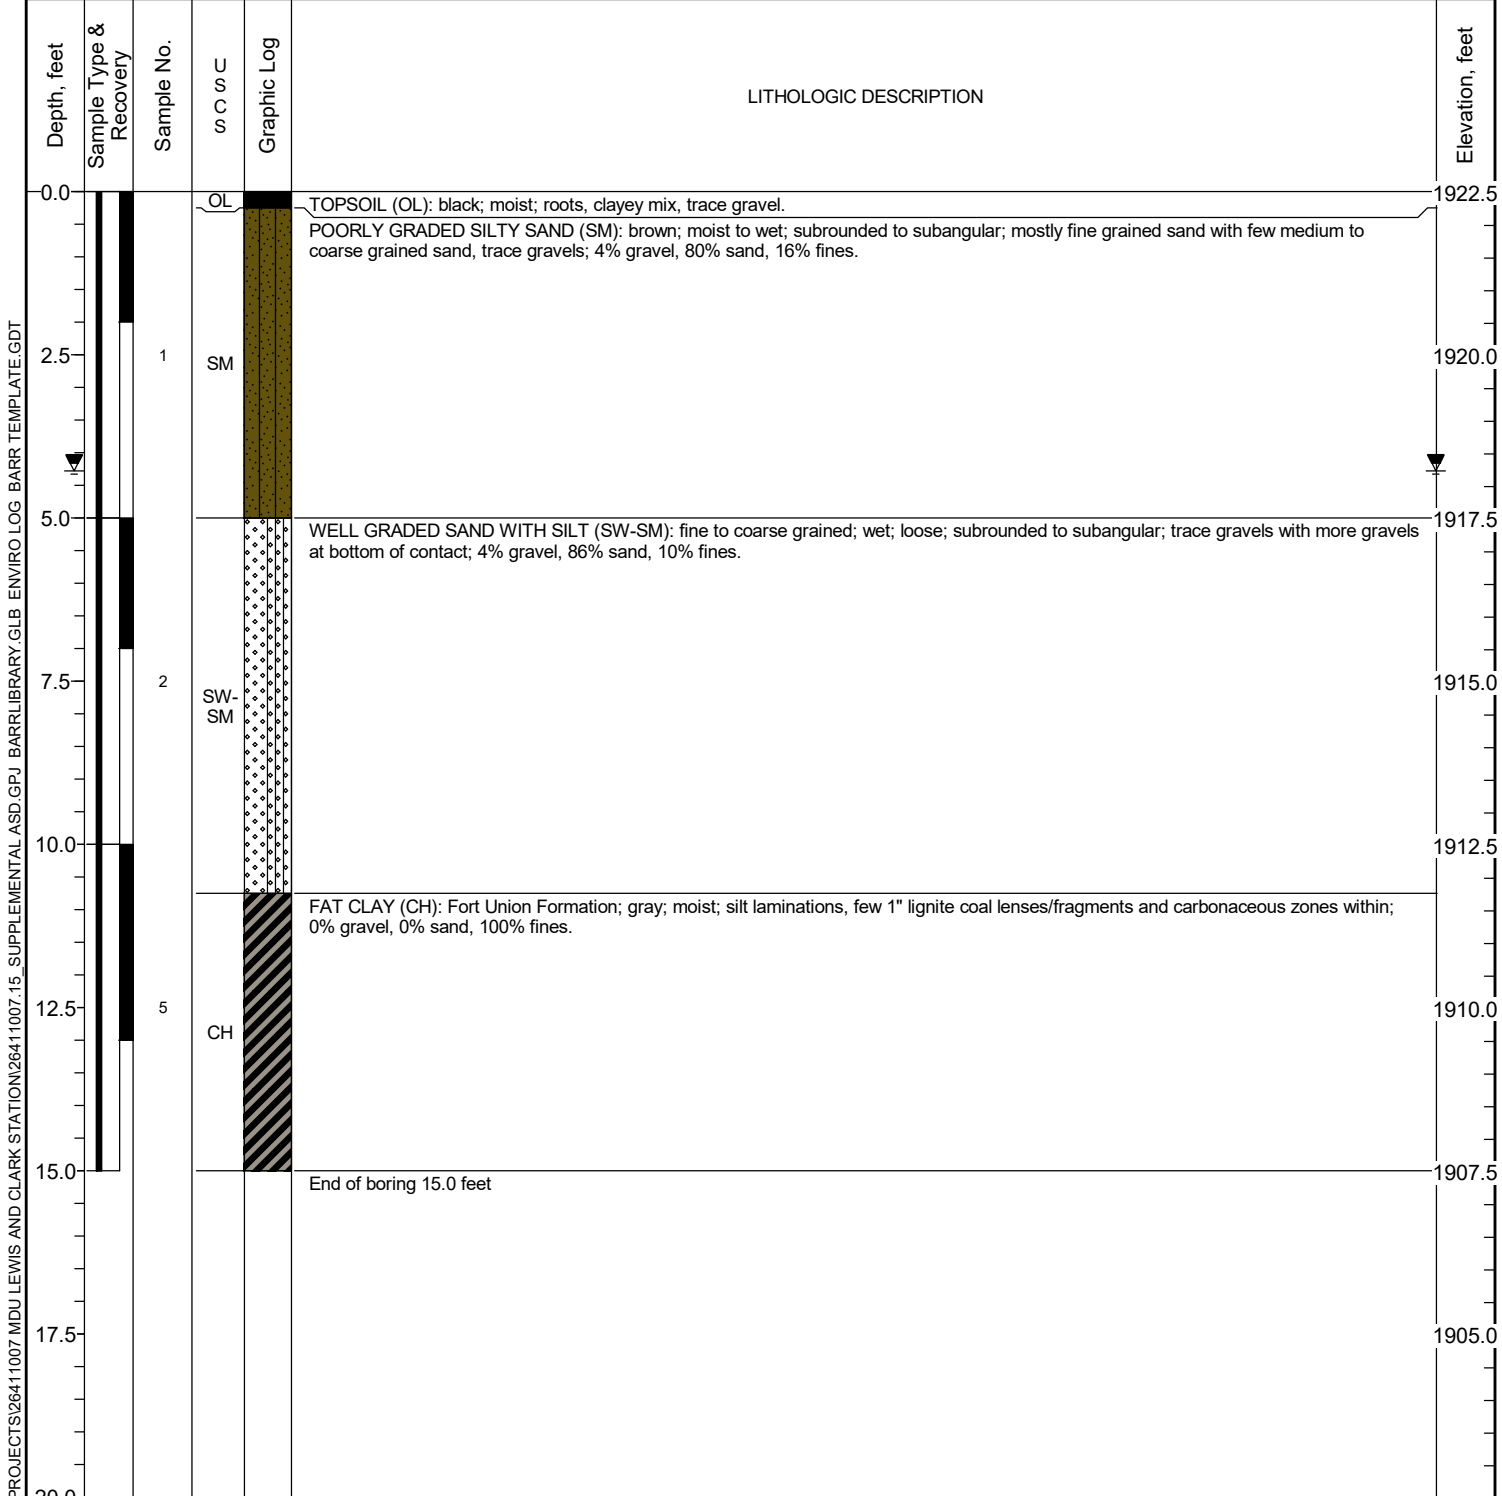 Depth, feet
Sample Type &
Recovery
Sample No.
U
S
C
S
Graphic Log
LITHOLOGIC DESCRIPTION
Elevation, feet
0.0
OL
TOPSOIL (OL): black; moist; roots, clayey mix, trace gravel.
1922.5
POORLY GRADED SILTY SAND (SM): brown; moist to wet; subrounded to subangular; mostly fine grained sand with few medium to
coarse grained sand, trace gravels; 4% gravel, 80% sand, 16% fines.
2.5
1
SM
1920.0
5.0
WELL GRADED SAND WITH SILT (SW-SM): fine to coarse grained; wet; loose; subrounded to subangular; trace gravels with more gravels
at bottom of contact; 4% gravel, 86% sand, 10% fines.
1917.5
7.5
2
SW-
SM
1915.0
10.0
1912.5
FAT CLAY (CH): Fort Union Formation; gray; moist; silt laminations, few 1" lignite coal lenses/fragments and carbonaceous zones within;
0% gravel, 0% sand, 100% fines.
12.5
5
CH
1910.0
15.0
End of boring 15.0 feet
1907.5
17.5
1905.0
20.0
PROJECTS\26411007 MDU LEWIS AND CLARK STATION\26411007.15_SUPPLEMENTAL ASD.GPJ BARRLIBRARY.GLB ENVIRO LOG BARR TEMPLATE.GDT